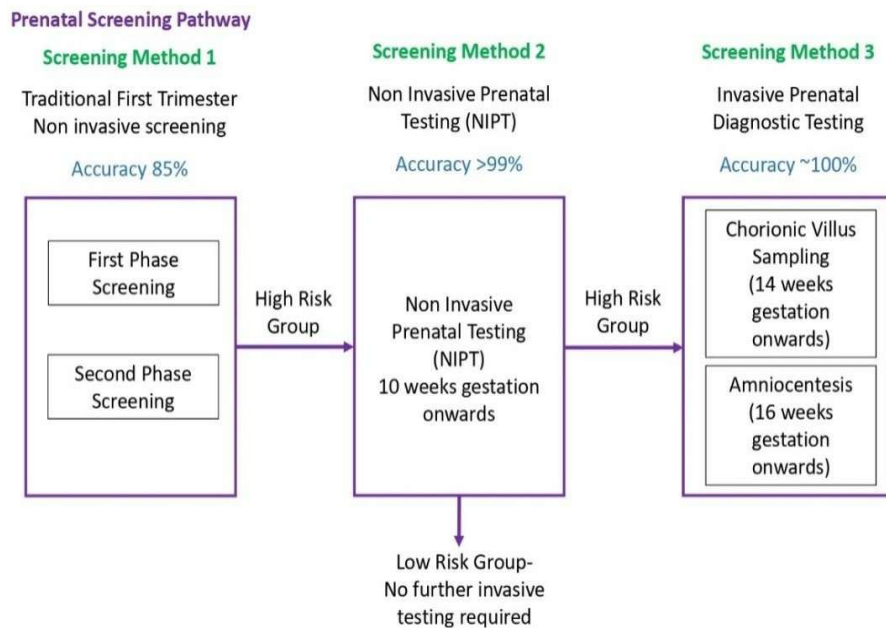 Prenatal Screening Pathway
Screening Method 1
Traditional First Trimester
Non invasive screening
Accuracy 85%
First Phase
Screening
Second Phase
Screening
High Risk
Group
Screening Method 2
Non Invasive Prenatal
Testing (NIPT)
Accuracy >99%
Non Invasive
Prenatal Testing
(NIPT)
10 weeks gestation
onwards
Low Risk Group-
No further invasive
testing required
High Risk
Group
Screening Method 3
Invasive Prenatal
Diagnostic Testing
Accuracy ~100%
Chorionic Villus
Sampling
(14 weeks
gestation
onwards)
Amniocentesis
(16 weeks
gestation
onwards)